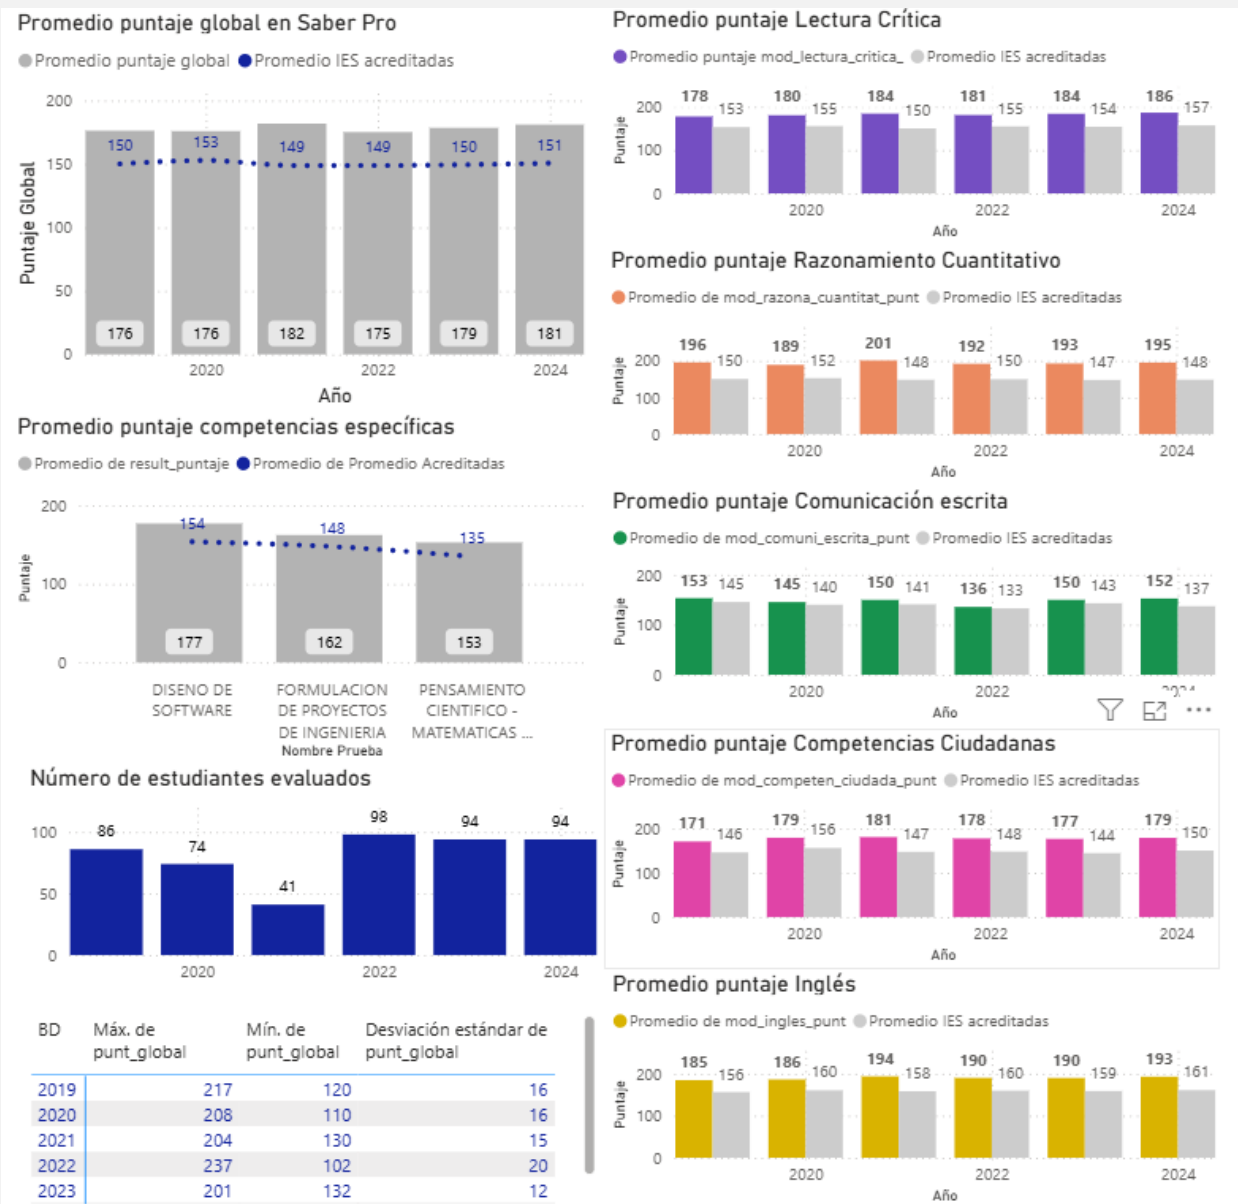 Promedio puntaje global en Saber Pro
Promedio puntaje global Promedio IES acreditadas
200
150
100
50
0
Puntaje Global
150 153 149 149 150 151
176 176 182 175 179 181
2020 2022 2024
Año
Promedio puntaje competencias específicas
Promedio de result_puntaje Promedio de Promedio Acreditadas
200
100
0
Puntaje
154 148 135
177 162 153
DISENO DE SOFTWARE
FORMULACION DE PROYECTOS DE INGENIERIA
PENSAMIENTO CIENTIFICO - MATEMATICAS ...
Nombre Prueba
Número de estudiantes evaluados
100
50
0
86 74 41 98 94 94
2020 2022 2024
BD Máx. de punt_global Mín. de punt_global Desviación estándar de punt_global
2019 217 120 16
2020 208 110 16
2021 204 130 15
2022 237 102 20
2023 201 132 12
Promedio puntaje Lectura Crítica
Promedio puntaje mod_lectura_critica_ Promedio IES acreditadas
200
100
0
Puntaje
178 153 180 155 184 150 181 155 184 154 186 157
2020 2022 2024
Año
Promedio puntaje Razonamiento Cuantitativo
Promedio de mod_razona_cuantitat_punt Promedio IES acreditadas
200
100
0
Puntaje
196 150 189 152 201 148 192 150 193 147 195 148
2020 2022 2024
Año
Promedio puntaje Comunicación escrita
Promedio de mod_comuni_escrita_punt Promedio IES acreditadas
200
100
0
Puntaje
153 145 145 140 150 141 136 133 150 143 152 137
2020 2022 2024
Año
Promedio puntaje Competencias Ciudadanas
Promedio de mod_competen_ciudada_punt Promedio IES acreditadas
200
100
0
Puntaje
171 146 179 156 181 147 178 148 177 144 179 150
2020 2022 2024
Año
Promedio puntaje Inglés
Promedio de mod_ingles_punt Promedio IES acreditadas
200
100
0
Puntaje
185 156 186 160 194 158 190 160 190 159 193 161
2020 2022 2024
Año